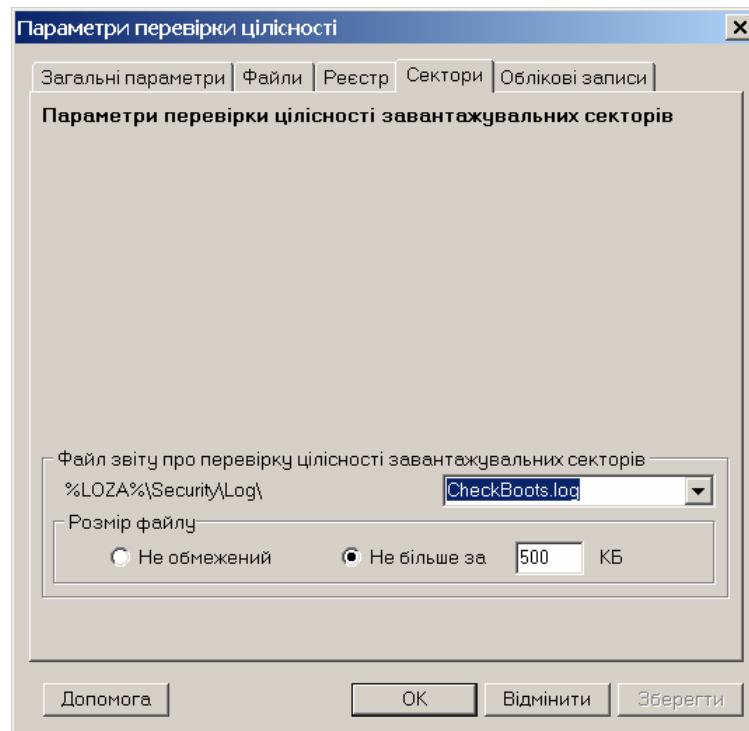 Параметри перевірки цілісності
Загальні параметри Файли Реєстр Сектори Облікові записи
Параметри перевірки цілісності завантажувальних секторів
Файл звіту про перевірку цілісності завантажувальних секторів
%LOZA%\Security\Log\ CheckBoots.log
Розмір файлу
Не обмежений Не більше за 500 КБ
Допомога OK Відмінити Зберегти